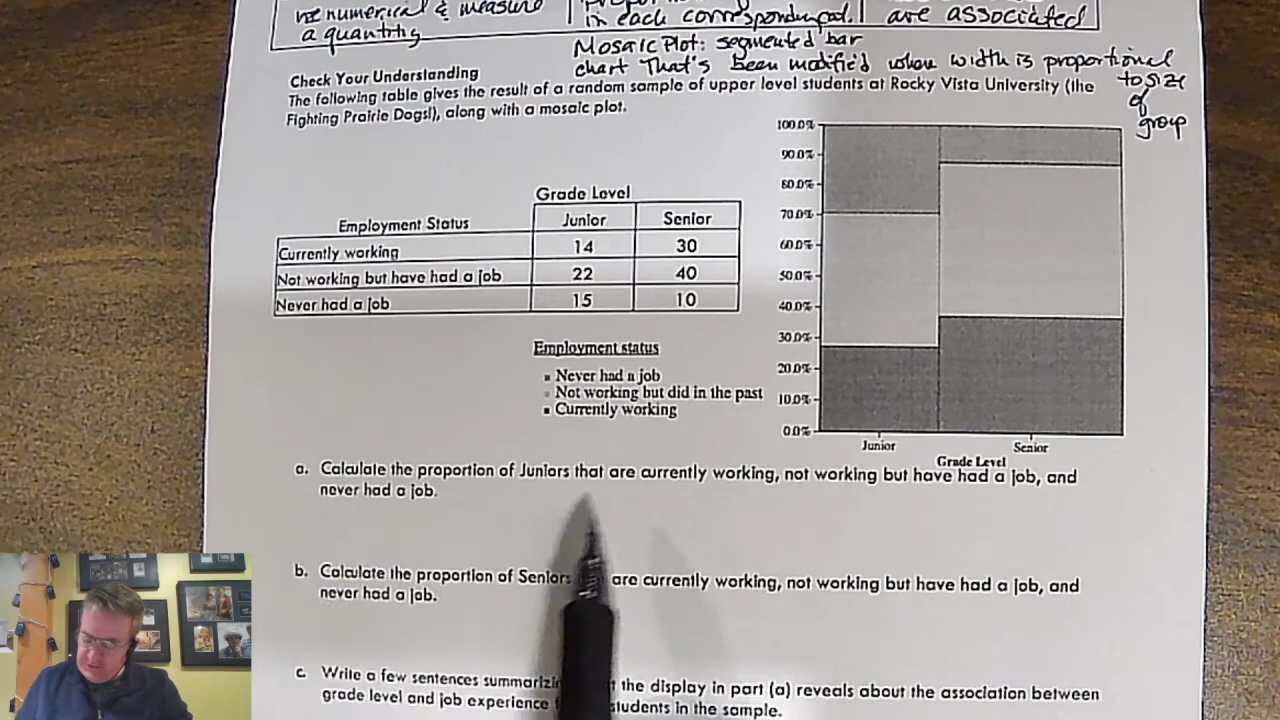 numerical & measure
a quantity
in each corresponding cat.
are associated
Mosaic Plot: segmented bar
chart That's been modified where width is proportional
to size
of
group
Check Your Understanding
The following table gives the result of a random sample of upper level students at Rocky Vista University (the
Fighting Prairie Dogs!), along with a mosaic plot.
Grade Level
Employment Status Junior Senior
Currently working 14 30
Not working but have had a job 22 40
Never had a job 15 10
Employment status
Never had a job
Not working but did in the past
Currently working
100.0%
90.0%
80.0%
70.0%
60.0%
50.0%
40.0%
30.0%
20.0%
10.0%
0.0%
Junior Senior
Grade Level
a. Calculate the proportion of Juniors that are currently working, not working but have had a job, and
never had a job.
b. Calculate the proportion of Seniors are currently working, not working but have had a job, and
never had a job.
c. Write a few sentences the display in part (a) reveals about the association between
grade level and job experience students in the sample.